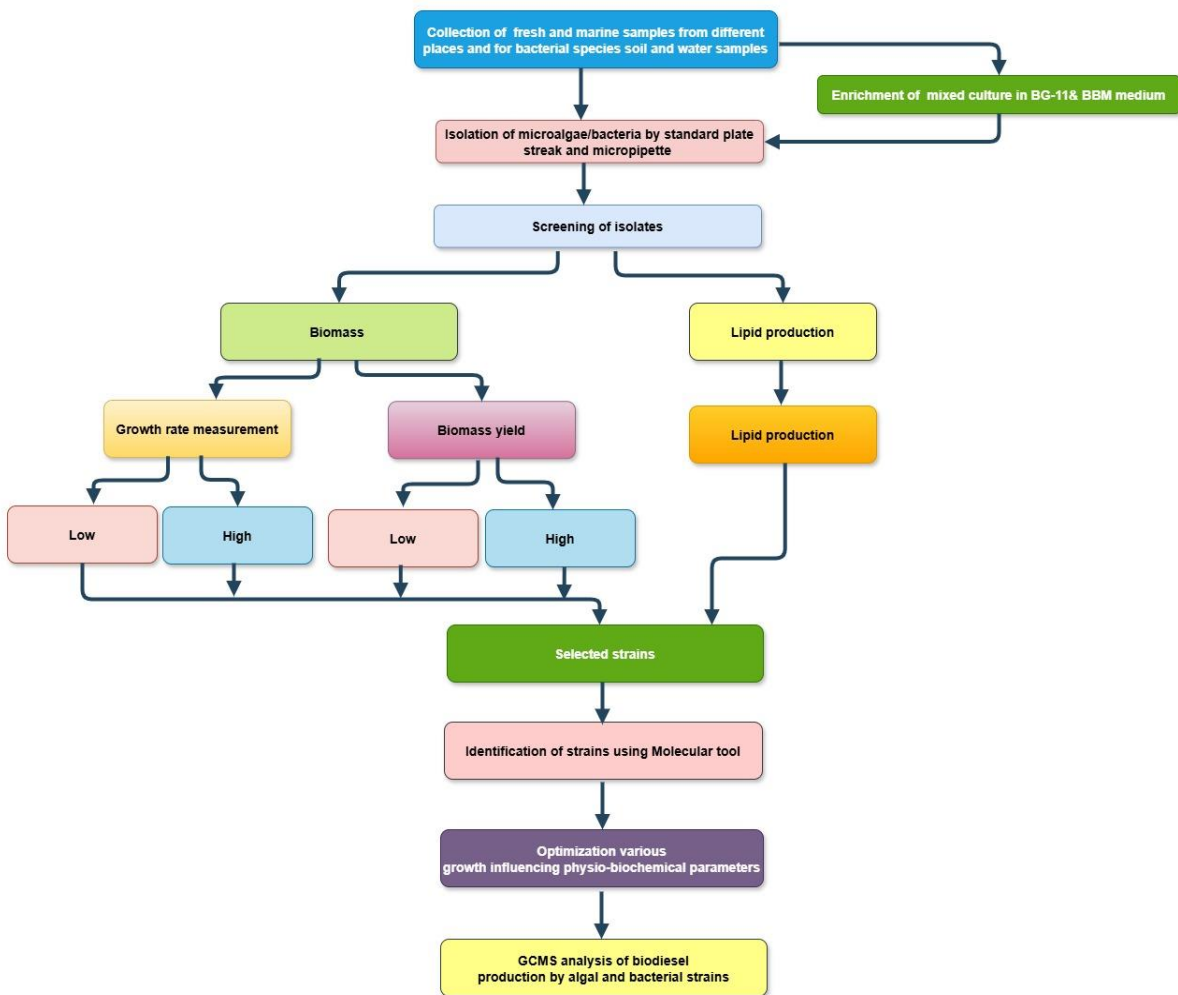 Collection of fresh and marine samples from different
places and for bacterial species soil and water samples
Enrichment of mixed culture in BG-11& BBM medium
Isolation of microalgae/bacteria by standard plate
streak and micropipette
Screening of isolates
Biomass
Lipid production
Growth rate measurement
Biomass yield
Lipid production
Low
High
Low
High
Selected strains
Identification of strains using Molecular tool
Optimization various
growth influencing physio-biochemical parameters
GCMS analysis of biodiesel
production by algal and bacterial strains